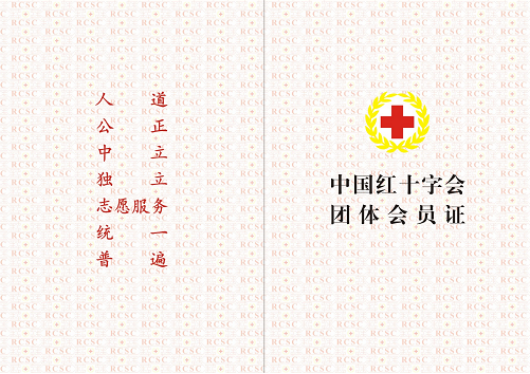 人道
公正
中立
独立
志愿服务
统一
普遍
中国红十字会
团体会员证
RCSC